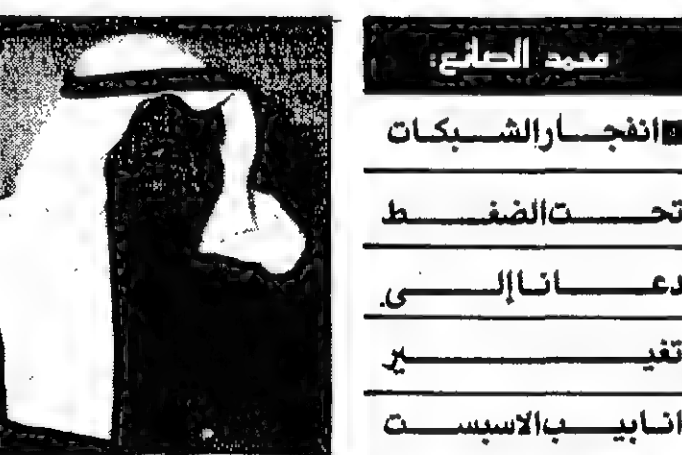 محمد الصانع:
■ انفجار الشبكات
تحت الضغط
دعانا إلى
تغيير
انابيب الاسبست